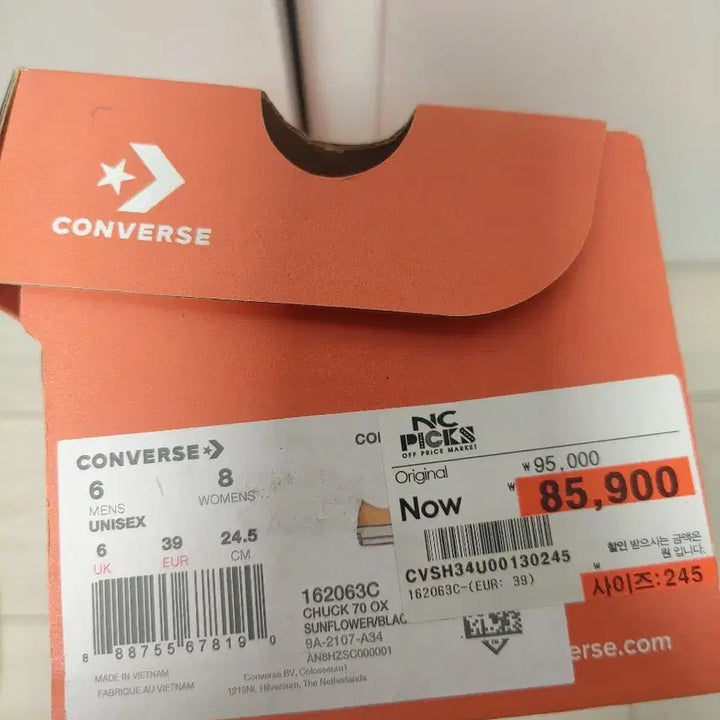 CONVERSE
CONVERSE
6
MENS
UNISEX
8
WOMENS
6
UK
39
EUR
24.5
CM
8 88755 67819 0
MADE IN VIETNAM
FABRIQUE AU VIETNAM
162063C
CHUCK 70 OX
SUNFLOWER/BLAC
9A-2107-A34
AN8HZSC000001
Converse BV, Colosseum1
1213NL Hilversum, The Netherlands
NC
PICKS
OFF PRICE MARKET
Original ₩95,000
Now ₩85,900
CVSH34U00130245
162063C-(EUR: 39)
할인 받으시는 금액은
₩ 원 입니다.
사이즈:245
erse.com